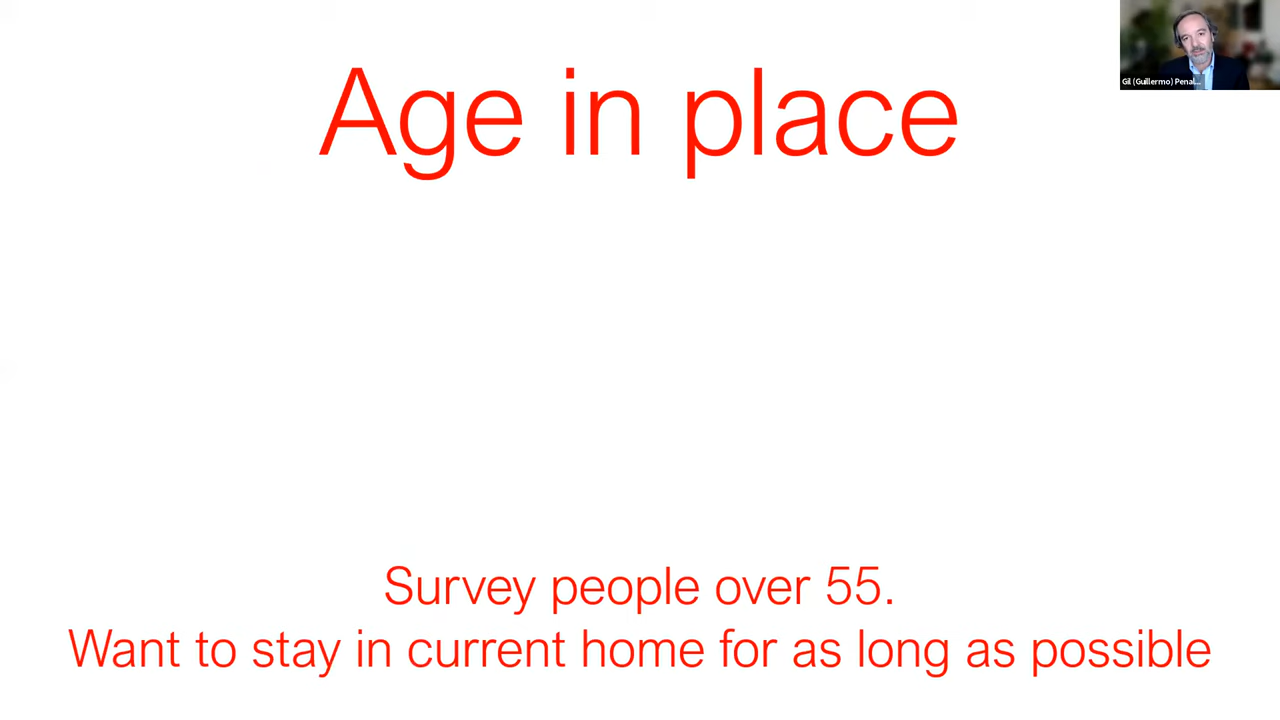 Age in place
Gil (Guillermo) Penal...
Survey people over 55.
Want to stay in current home for as long as possible